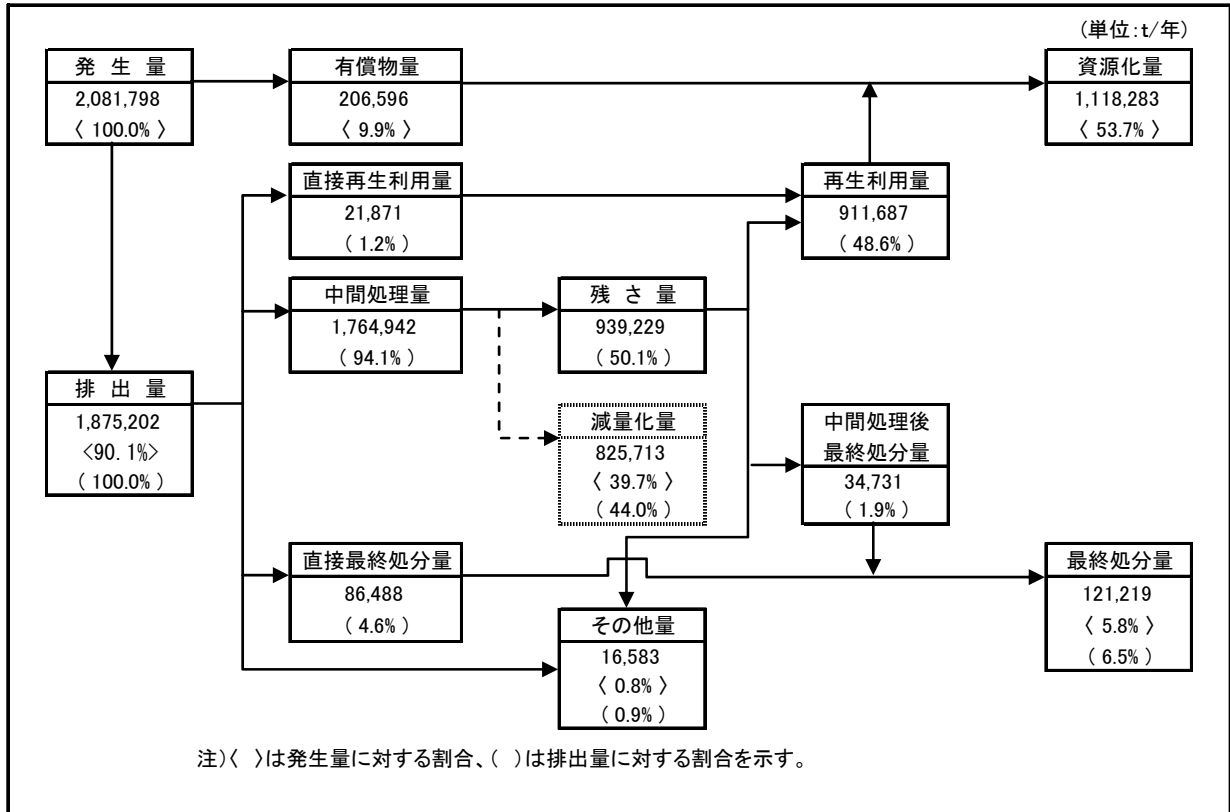 (単位:t/年)
発 生 量
2,081,798
〈 100.0% 〉
有償物量
206,596
〈 9.9% 〉
資源化量
1,118,283
〈 53.7% 〉
直接再生利用量
21,871
( 1.2% )
再生利用量
911,687
( 48.6% )
中間処理量
1,764,942
( 94.1% )
残 さ 量
939,229
( 50.1% )
排 出 量
1,875,202
<90.1%>
( 100.0% )
減量化量
825,713
〈 39.7% 〉
( 44.0% )
中間処理後
最終処分量
34,731
( 1.9% )
直接最終処分量
86,488
( 4.6% )
その他量
16,583
〈 0.8% 〉
( 0.9% )
最終処分量
121,219
〈 5.8% 〉
( 6.5% )
注)〈 〉は発生量に対する割合、( )は排出量に対する割合を示す。